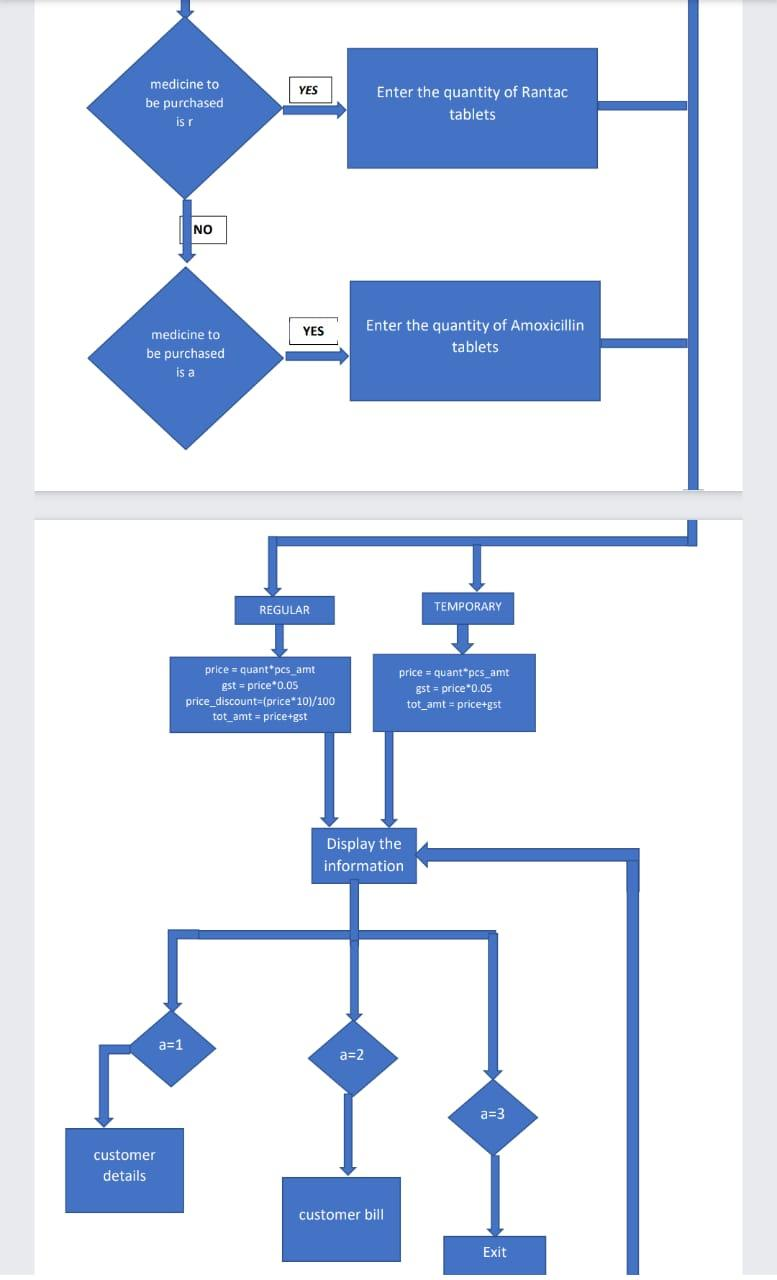 medicine to
be purchased
is r
YES
Enter the quantity of Rantac
tablets
NO
medicine to
be purchased
is a
YES
Enter the quantity of Amoxicillin
tablets
REGULAR
TEMPORARY
price = quant*pcs_amt
gst = price*0.05
price_discount=(price*10)/100
tot_amt = price+gst
price = quant*pcs_amt
gst = price*0.05
tot_amt = price+gst
Display the
information
a=1
a=2
a=3
customer
details
customer bill
Exit